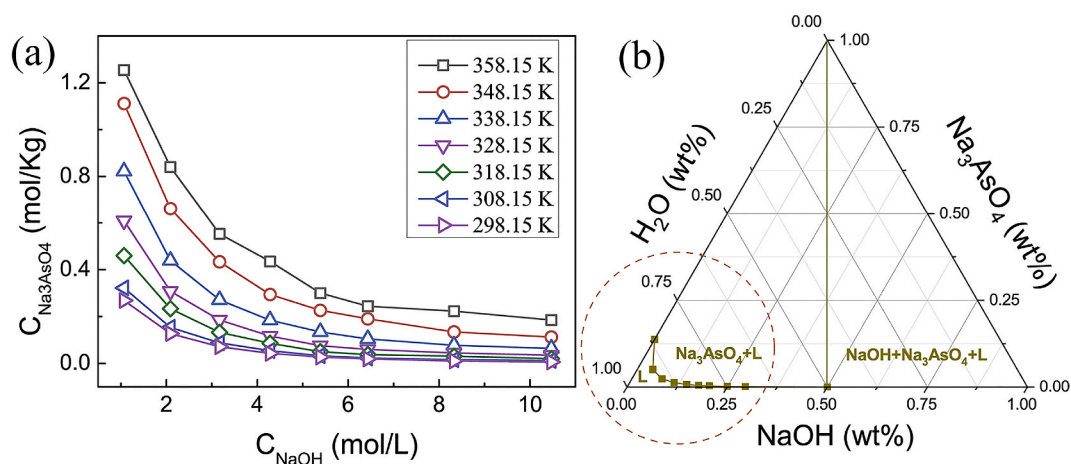 (a)
C_Na3AsO4 (mol/Kg)
1.2
0.8
0.4
0.0
2
4
6
8
10
C_NaOH (mol/L)
358.15 K
348.15 K
338.15 K
328.15 K
318.15 K
308.15 K
298.15 K
(b)
0.00
1.00
0.25
0.75
0.50
0.50
0.75
0.25
1.00
0.00
H₂O (wt%)
Na₃AsO₄ (wt%)
Na₃AsO₄+L
NaOH+Na₃AsO₄+L
L
0.00
0.25
0.50
0.75
1.00
NaOH (wt%)